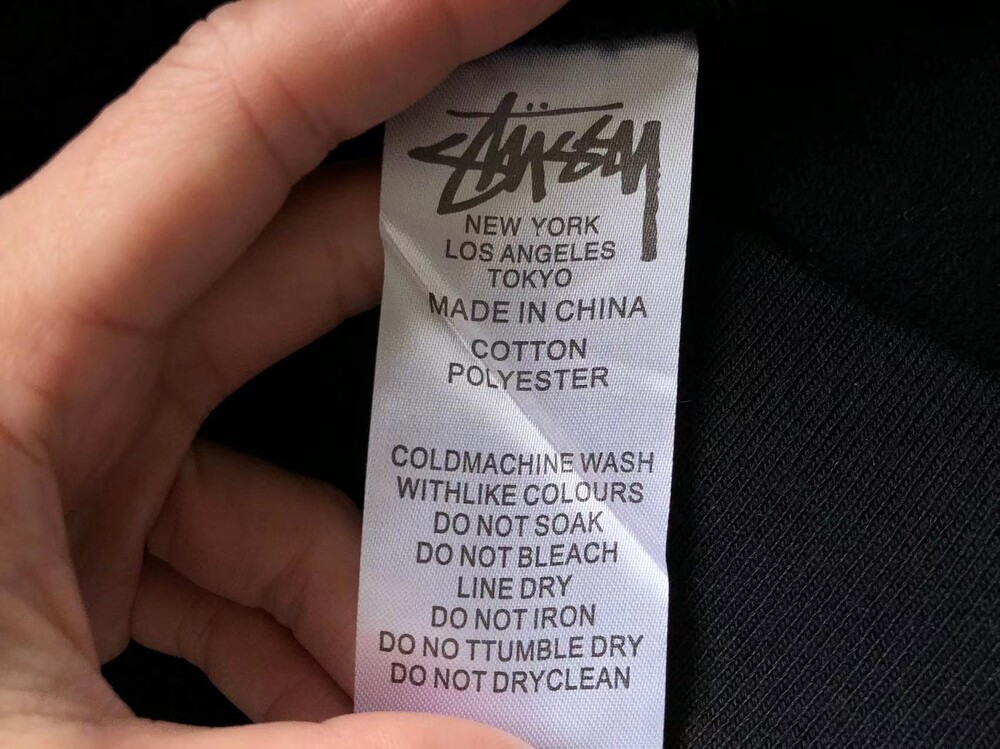 STÜSSY
NEW YORK
LOS ANGELES
TOKYO
MADE IN CHINA
COTTON
POLYESTER
COLDMACHINE WASH
WITHLIKE COLOURS
DO NOT SOAK
DO NOT BLEACH
LINE DRY
DO NOT IRON
DO NO TTUMBLE DRY
DO NOT DRYCLEAN